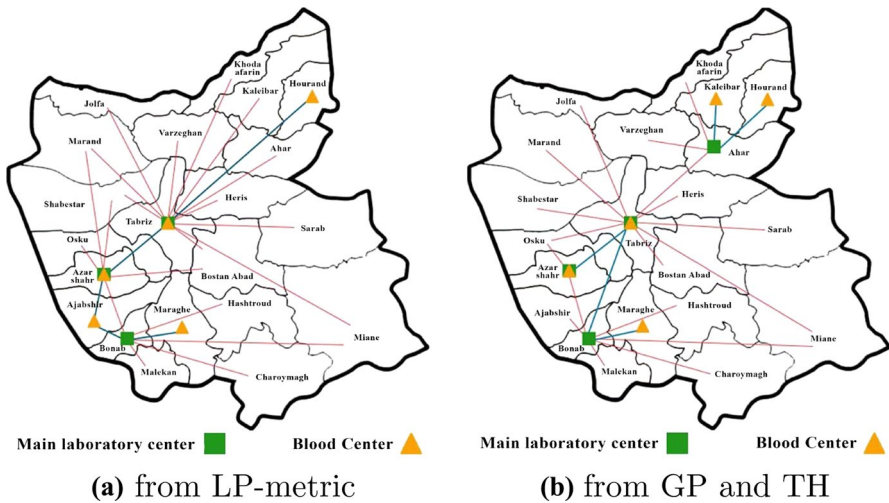 Khoda
afarin
Hourand
Kaleibar
Jolfa
Varzeghan
Marand
Ahar
Shabestar
Heris
Tabriz
Sarab
Osku
Azar
shahr
Bostan Abad
Ajabshir
Maraghe
Hashtroud
Bonab
Miane
Malekan
Charoymagh
Main laboratory center
Blood Center
(a) from LP-metric
Khoda
afarin
Kaleibar
Hourand
Jolfa
Varzeghan
Marand
Ahar
Heris
Shabestar
Sarab
Osku
Tabriz
Azar
shahr
Bostan Abad
Ajabshir
Maraghe
Hashtroud
Bonab
Miane
Malekan
Charoymagh
Main laboratory center
Blood Center
(b) from GP and TH